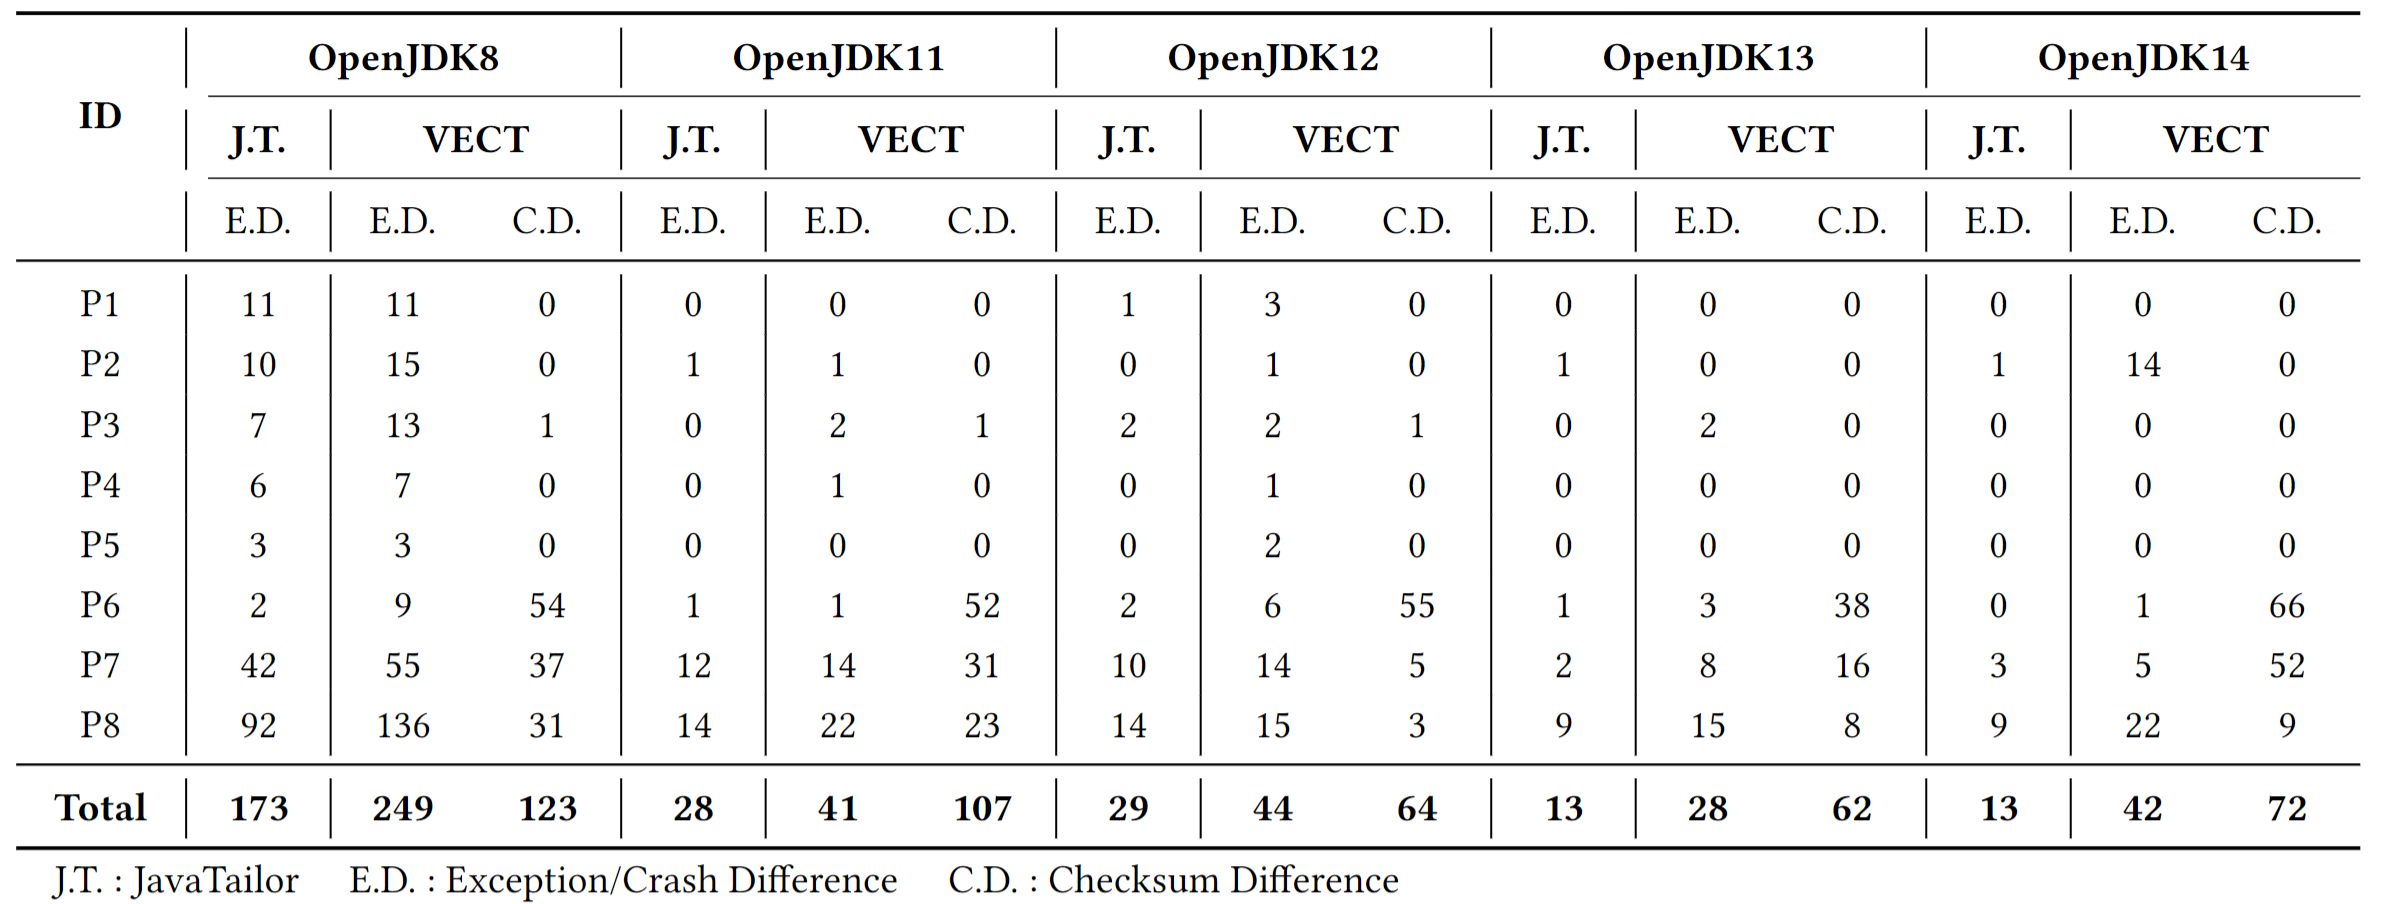 ID OpenJDK8 OpenJDK11 OpenJDK12 OpenJDK13 OpenJDK14
J.T. VECT J.T. VECT J.T. VECT J.T. VECT J.T. VECT
E.D. E.D. C.D. E.D. E.D. C.D. E.D. E.D. C.D. E.D. E.D. C.D. E.D. E.D. C.D.
P1 11 11 0 0 0 0 1 3 0 0 0 0 0 0 0
P2 10 15 0 1 1 0 0 1 0 1 0 0 1 14 0
P3 7 13 1 0 2 1 2 2 1 0 2 0 0 0 0
P4 6 7 0 0 1 0 0 1 0 0 0 0 0 0 0
P5 3 3 0 0 0 0 0 2 0 0 0 0 0 0 0
P6 2 9 54 1 1 52 2 6 55 1 3 38 0 1 66
P7 42 55 37 12 14 31 10 14 5 2 8 16 3 5 52
P8 92 136 31 14 22 23 14 15 3 9 15 8 9 22 9
Total 173 249 123 28 41 107 29 44 64 13 28 62 13 42 72
J.T. : JavaTailor E.D. : Exception/Crash Difference C.D. : Checksum Difference